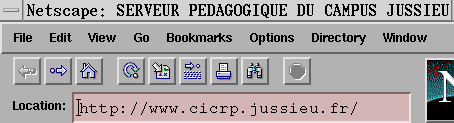 Netscape: SERVEUR PEDAGOGIQUE DU CAMPUS JUSSIEU
File Edit View Go Bookmarks Options Directory Window
Location: http://www.cicrp.jussieu.fr/